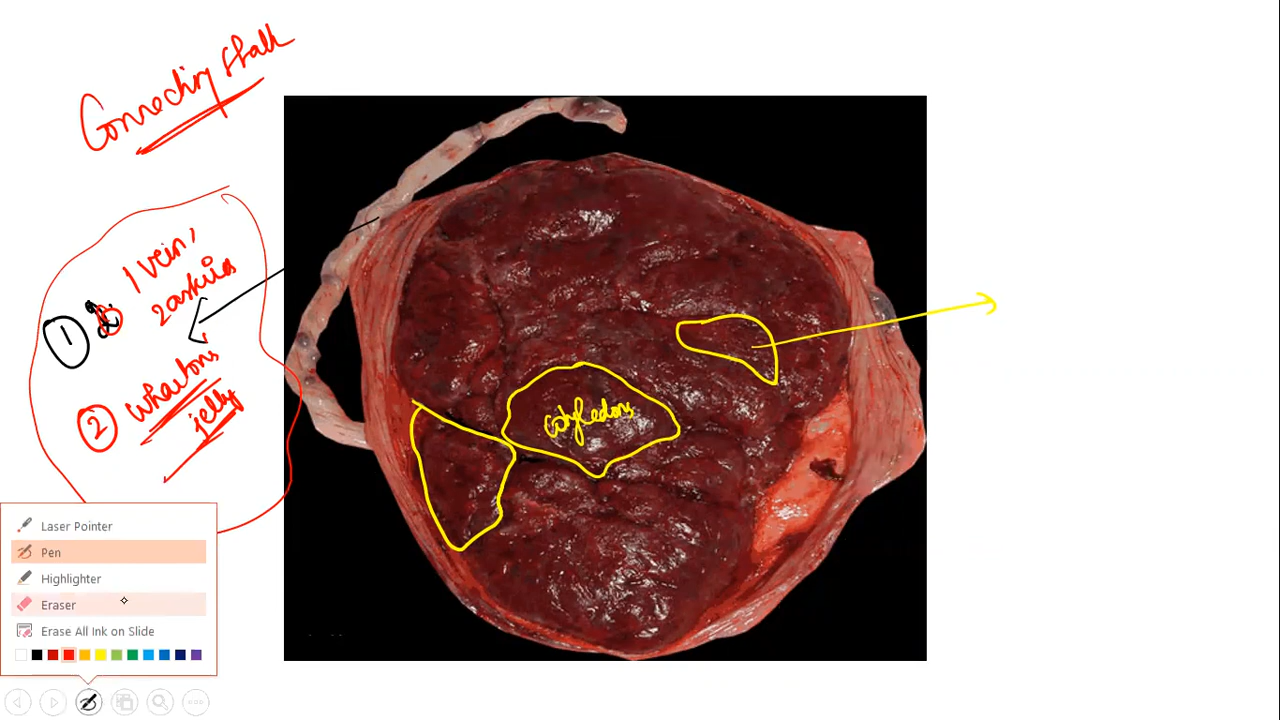 Connecting stalk
1 vein,
① 2 2 arteries
② Whartons
jelly
cotyledons
Laser Pointer
Pen
Highlighter
Eraser
Erase All Ink on Slide